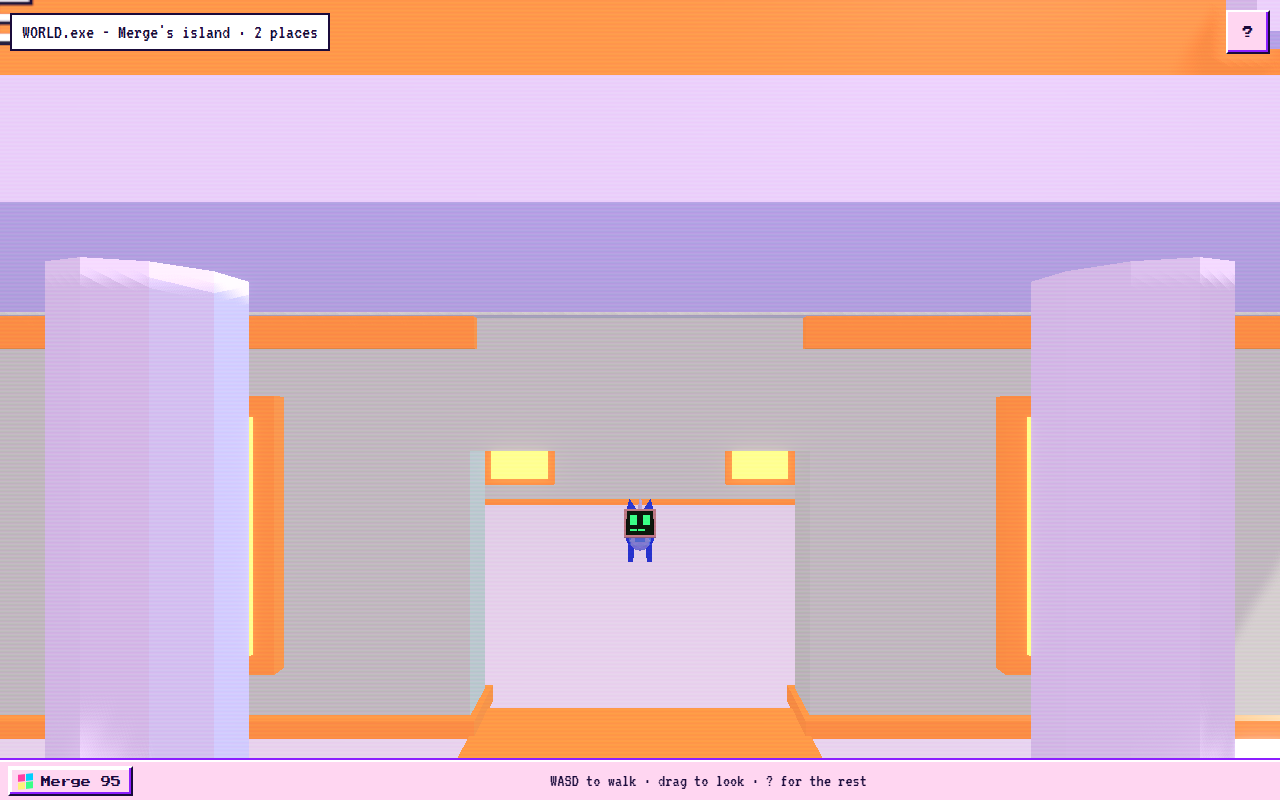 WORLD.exe - Merge's island · 2 places
?
Merge 95
WASD to walk · drag to look · ? for the rest